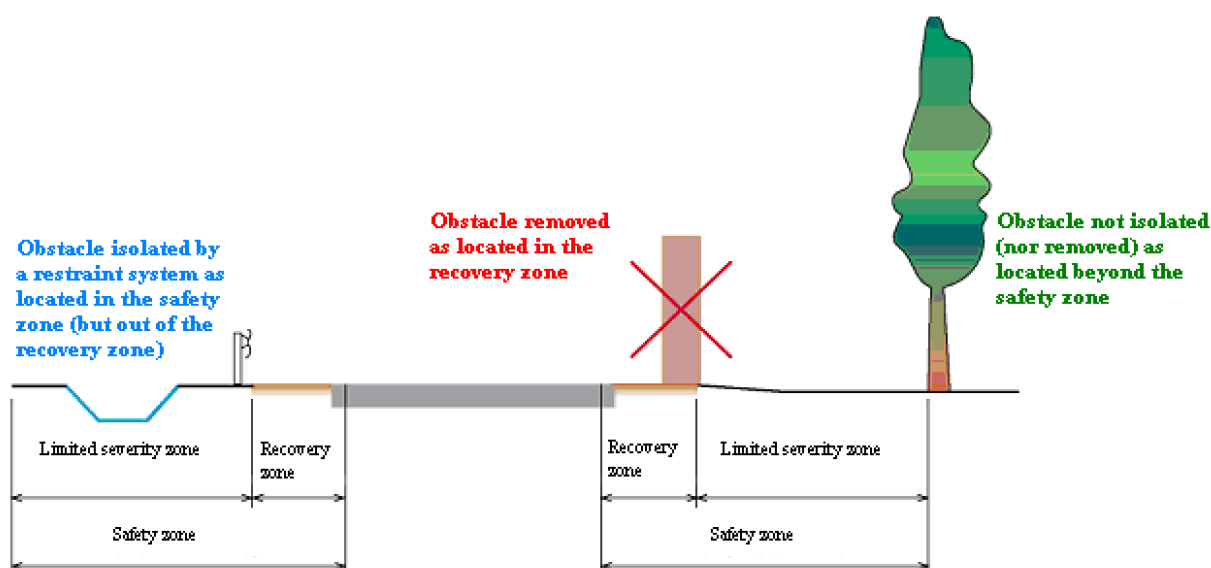 Obstacle isolated by
a restraint system as
located in the safety
zone (but out of the
recovery zone)
Obstacle removed
as located in the
recovery zone
Obstacle not isolated
(nor removed) as
located beyond the
safety zone
Limited severity zone
Recovery
zone
Recovery
zone
Limited severity zone
Safety zone
Safety zone